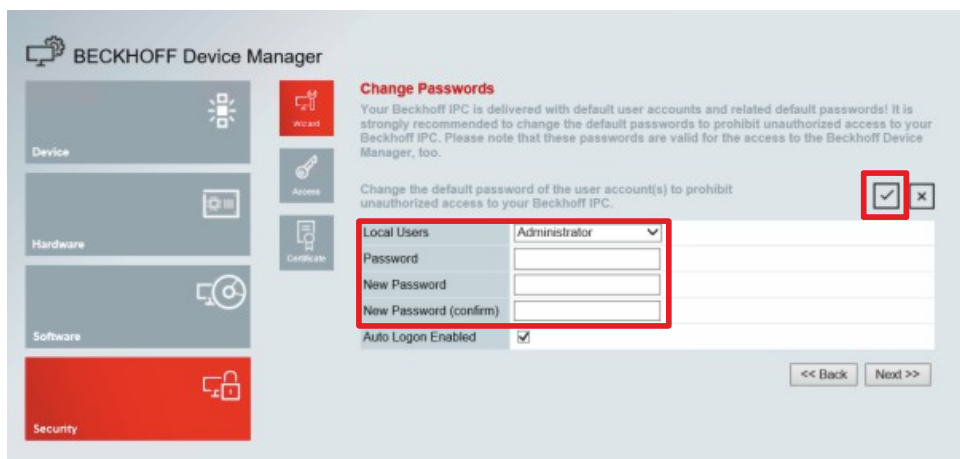 BECKHOFF Device Manager
Device
Hardware
Software
Security
Wizard
Access
Certificate
Change Passwords
Your Beckhoff IPC is delivered with default user accounts and related! default passwords! It is
strongly recommended to change the default passwords to prohibit unauthorized access to your
Beckhoff IPC. Please note that these passwords are valid for the access to the Beckhoff Device
Manager, too.
Change the default password of the user account(s) to prohibit
unauthorized access to your Beckhoff IPC.
Local Users Administrator
Password
New Password
New Password (confirm)
Auto Logon Enabled
<< Back Next >>